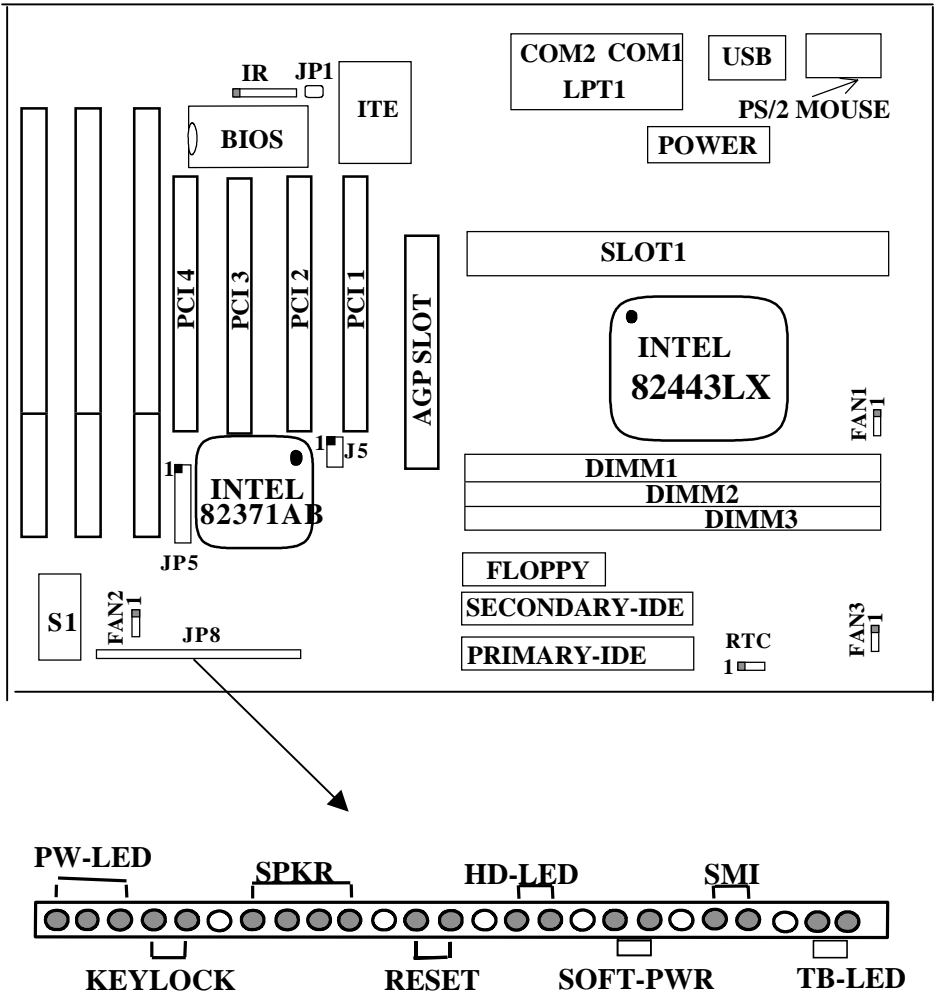 COM2 COM1
LPT1
USB
PS/2 MOUSE
IR
JP1
ITE
BIOS
POWER
SLOT1
PCI 4
PCI 3
PCI 2
PCI 1
AGP SLOT
INTEL
82443LX
FAN1
1
1
J5
1
INTEL
82371AB
JP5
DIMM1
DIMM2
DIMM3
FLOPPY
SECONDARY-IDE
PRIMARY-IDE
S1
FAN2
1
JP8
RTC
1
FAN3
1
PW-LED
SPKR
HD-LED
SMI
KEYLOCK
RESET
SOFT-PWR
TB-LED